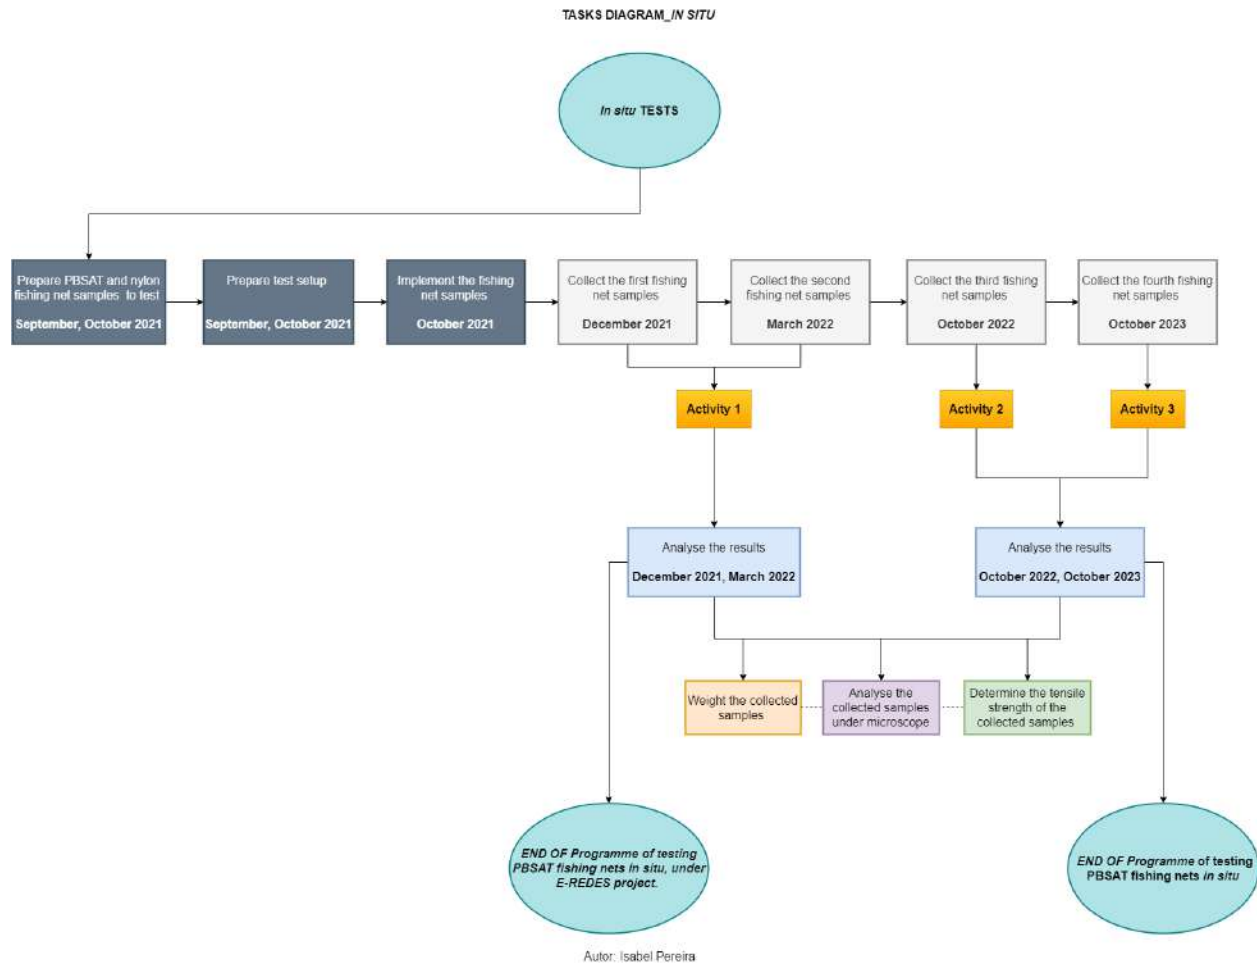 TASKS DIAGRAM_IN SITU
In situ TESTS
Prepare PBSAT and nylon
fishing net samples to test
September, October 2021
Prepare test setup
September, October 2021
Implement the fishing
net samples
October 2021
Collect the first fishing
net samples
December 2021
Collect the second
fishing net samples
March 2022
Collect the third fishing
net samples
October 2022
Collect the fourth fishing
net samples
October 2023
Activity 1
Activity 2
Activity 3
Analyse the results
December 2021, March 2022
Analyse the results
October 2022, October 2023
Weight the collected
samples
Analyse the
collected samples
under microscope
Determine the tensile
strength of the
collected samples
END OF Programme of testing
PBSAT fishing nets in situ, under
E-REDES project.
END OF Programme of testing
PBSAT fishing nets in situ
Autor: Isabel Pereira